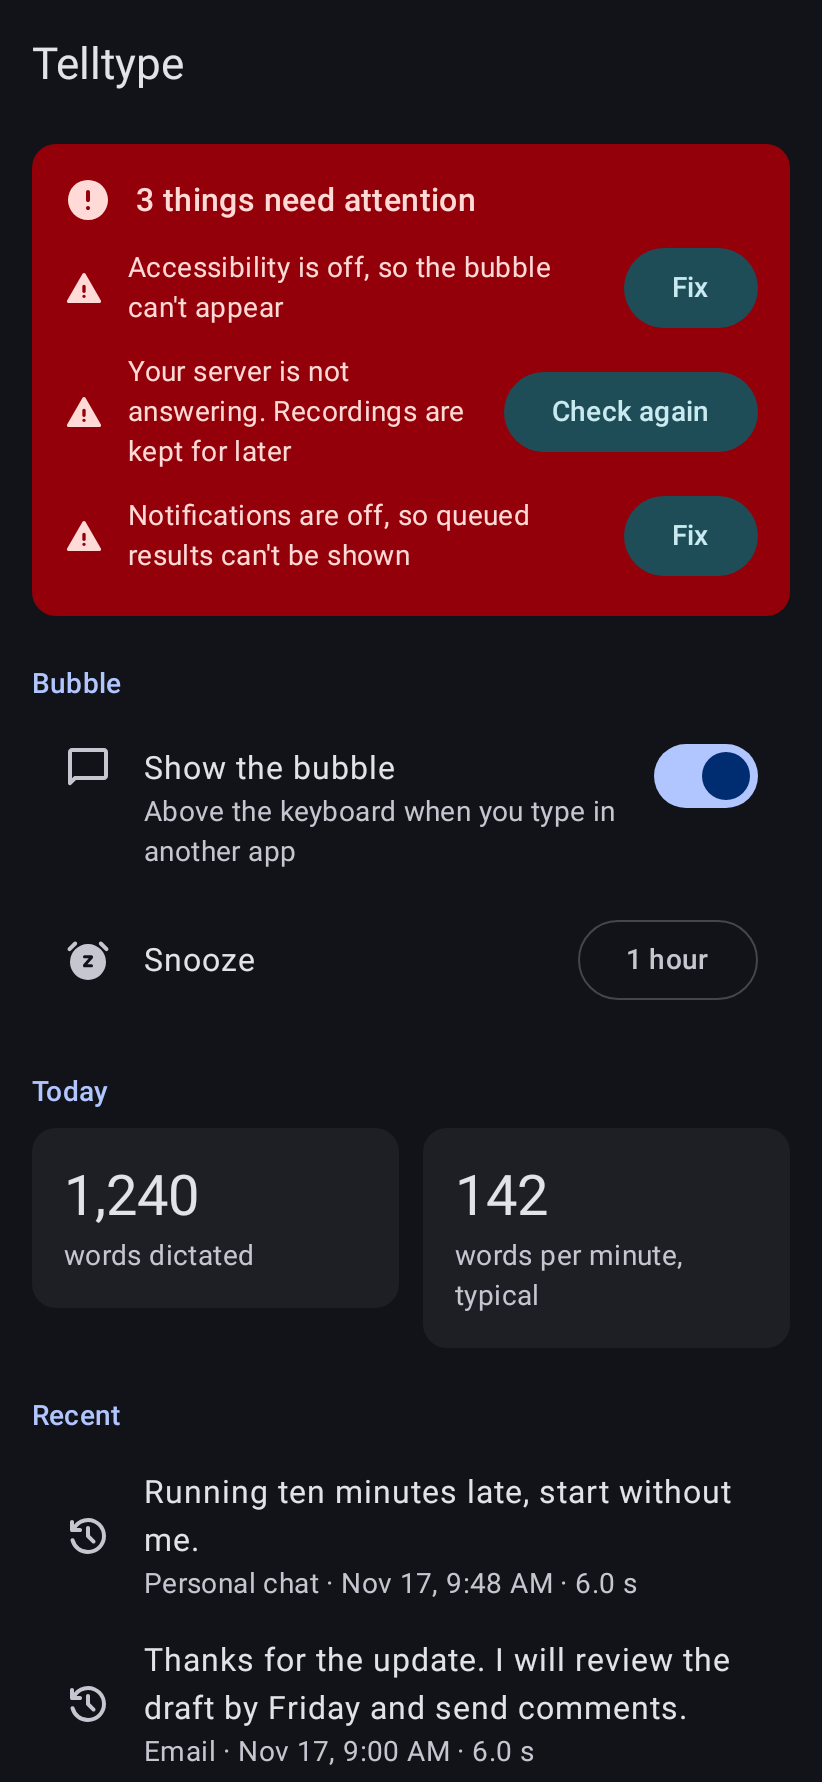 Telltype
3 things need attention
Accessibility is off, so the bubble
can't appear
Fix
Your server is not
answering. Recordings are
kept for later
Check again
Notifications are off, so queued
results can't be shown
Fix
Bubble
Show the bubble
Above the keyboard when you type in
another app
Snooze
1 hour
Today
1,240
words dictated
142
words per minute,
typical
Recent
Running ten minutes late, start without
me.
Personal chat · Nov 17, 9:48 AM · 6.0 s
Thanks for the update. I will review the
draft by Friday and send comments.
Email · Nov 17, 9:00 AM · 6.0 s